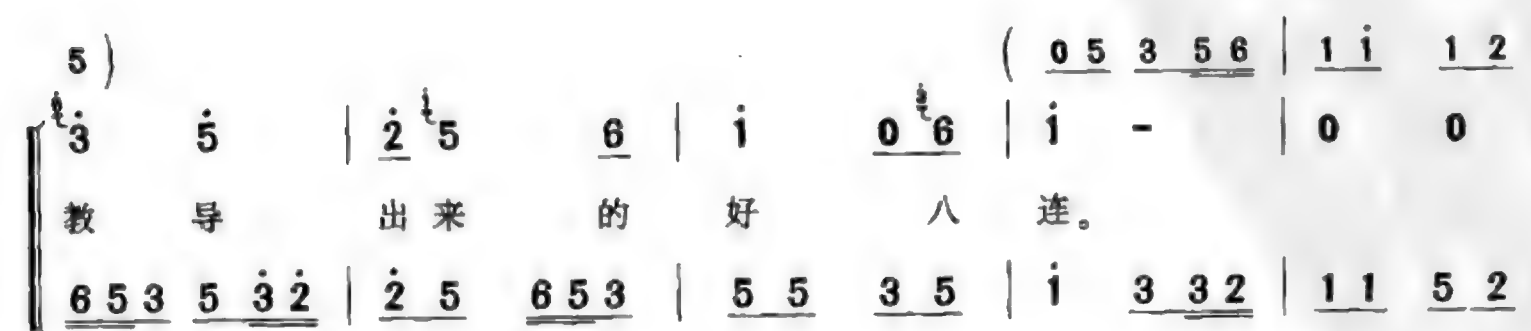 5 ) ( 0 5 3 5 6 | 1 i̇ 1 2
3̇ 5̇ | 2̇ 5 6 | i̇ 0 6 | i̇ - | 0 0
教 导 出 来 的 好 八 连。
6 5 3 5 3̇ 2̇ | 2̇ 5 6 5 3 | 5 5 3 5 | i̇ 3 3 2 | 1 1 5 2